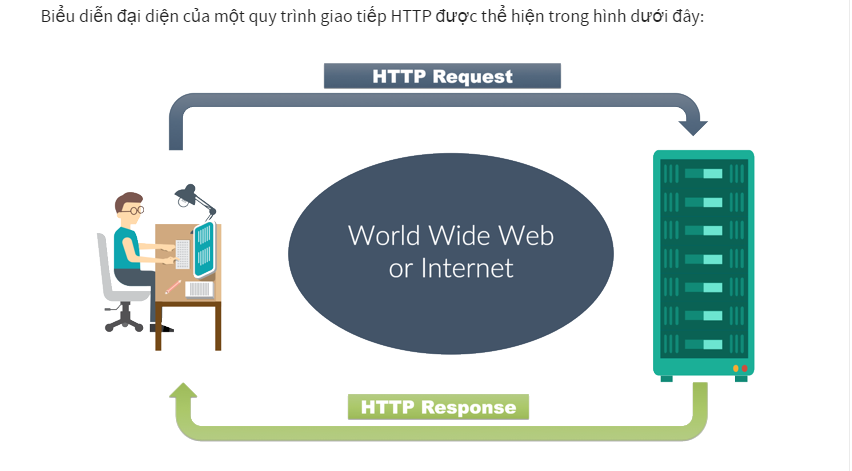 Biểu diễn đại diện của một quy trình giao tiếp HTTP được thể hiện trong hình dưới đây:
HTTP Request
World Wide Web
or Internet
HTTP Response